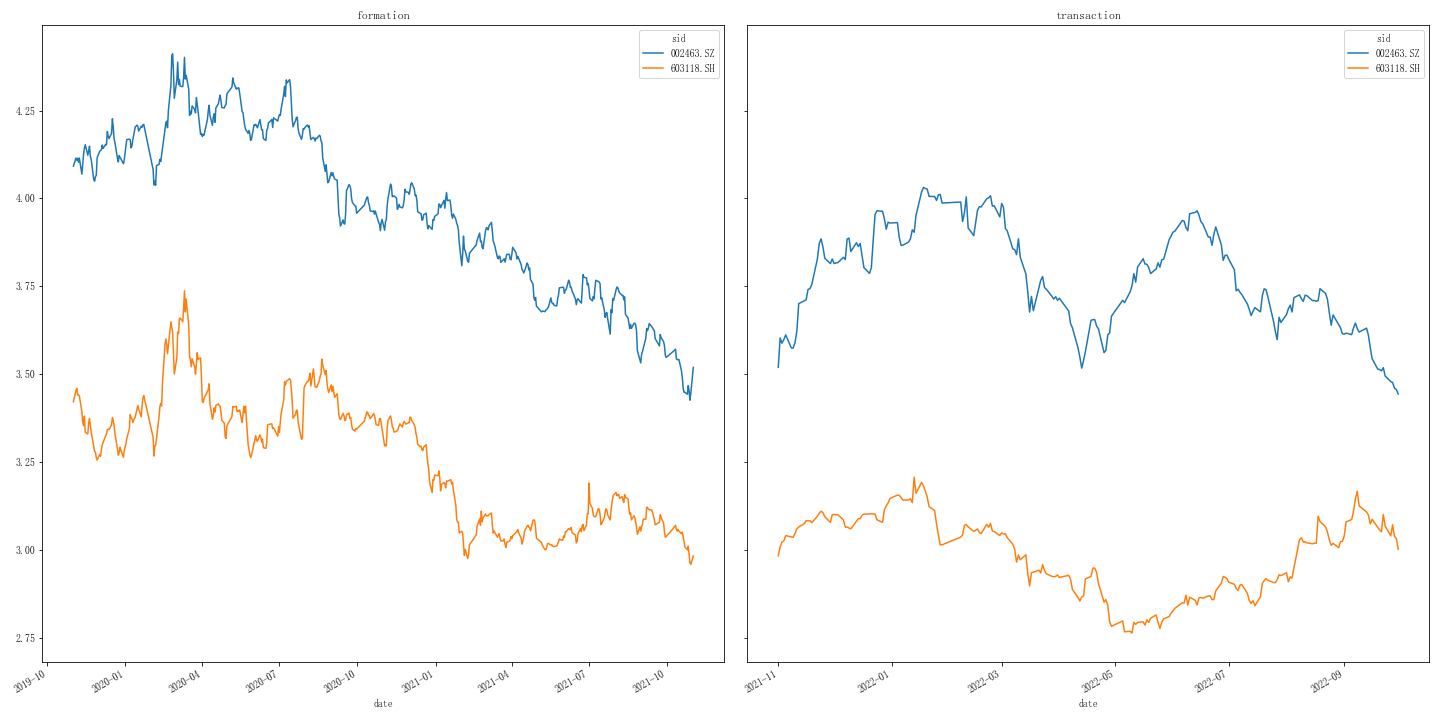 formation
sid
002463.SZ
603118.SH
4.25
4.00
3.75
3.50
3.25
3.00
2.75
2019-10
2020-01
2020-04
2020-07
2020-10
2021-01
2021-04
2021-07
2021-10
date
transaction
sid
002463.SZ
603118.SH
2021-11
2022-01
2022-03
2022-05
2022-07
2022-09
date